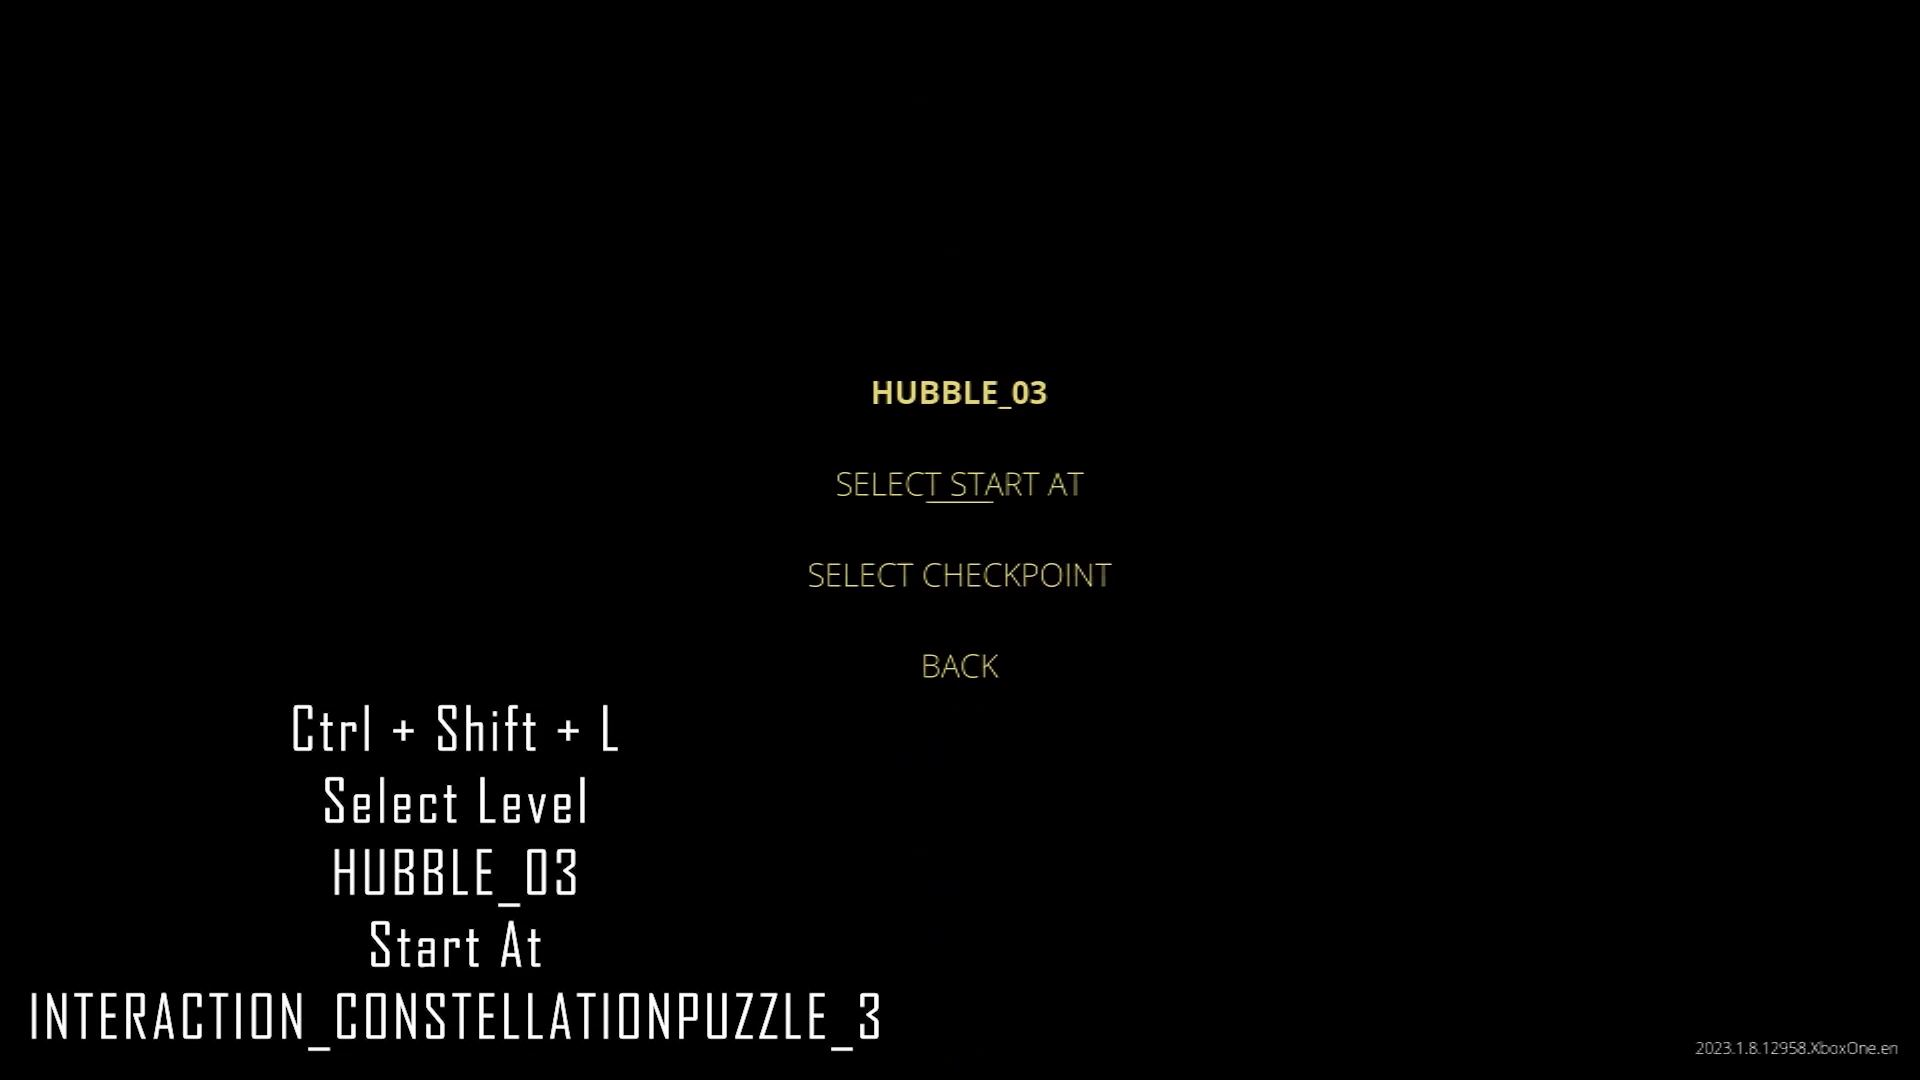 HUBBLE_03
SELECT START AT
SELECT CHECKPOINT
BACK
Ctrl + Shift + L
Select Level
HUBBLE_03
Start At
INTERACTION_CONSTELLATIONPUZZLE_3
2023.1.8.12958.XboxOne.en